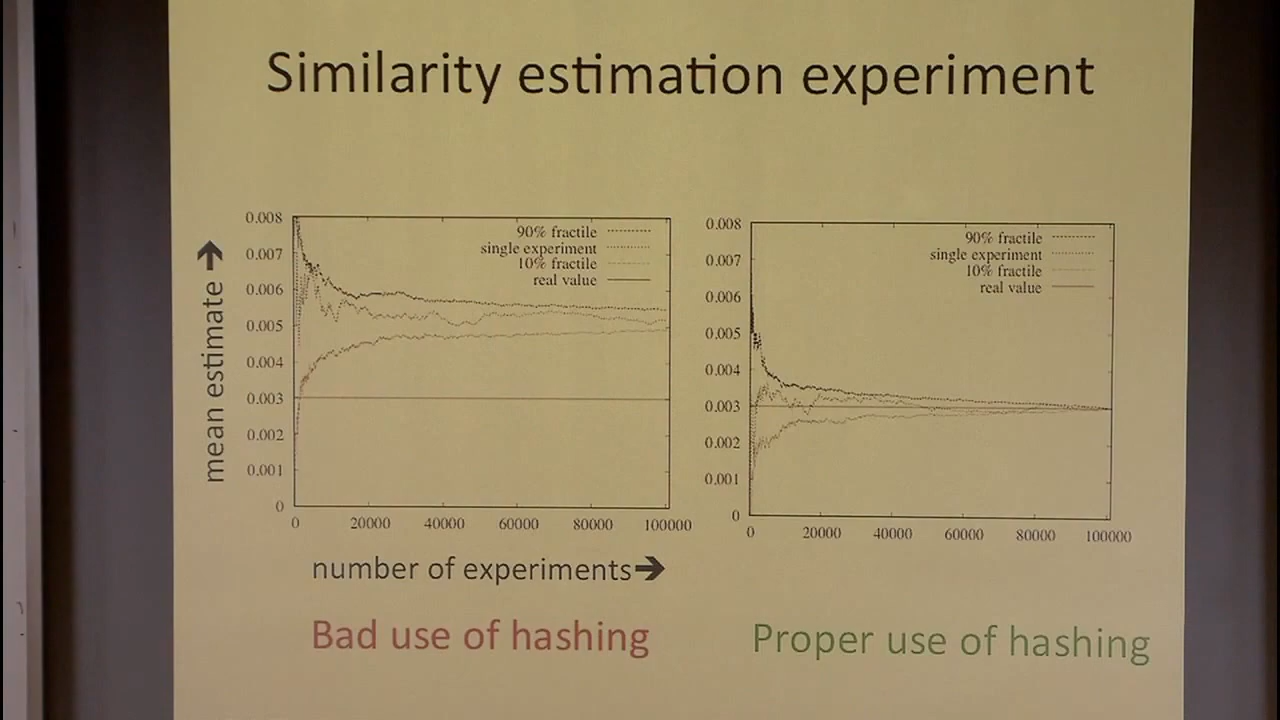 Similarity estimation experiment
mean estimate →
0.008
0.007
0.006
0.005
0.004
0.003
0.002
0.001
0
90% fractile
single experiment
10% fractile
real value
0 20000 40000 60000 80000 100000
number of experiments →
Bad use of hashing
0.008
0.007
0.006
0.005
0.004
0.003
0.002
0.001
0
90% fractile
single experiment
10% fractile
real value
0 20000 40000 60000 80000 100000
Proper use of hashing